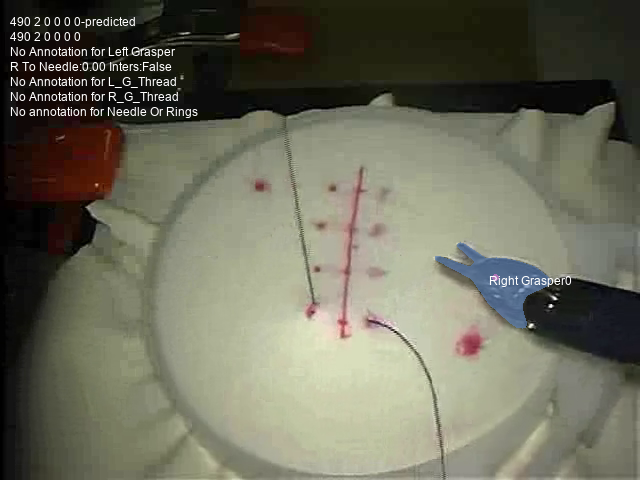 490 2 0 0 0 0-predicted
490 2 0 0 0 0
No Annotation for Left Grasper
R To Needle:0.00 Inters:False
No Annotation for L_G_Thread
No Annotation for R_G_Thread
No annotation for Needle Or Rings
Right Grasper0